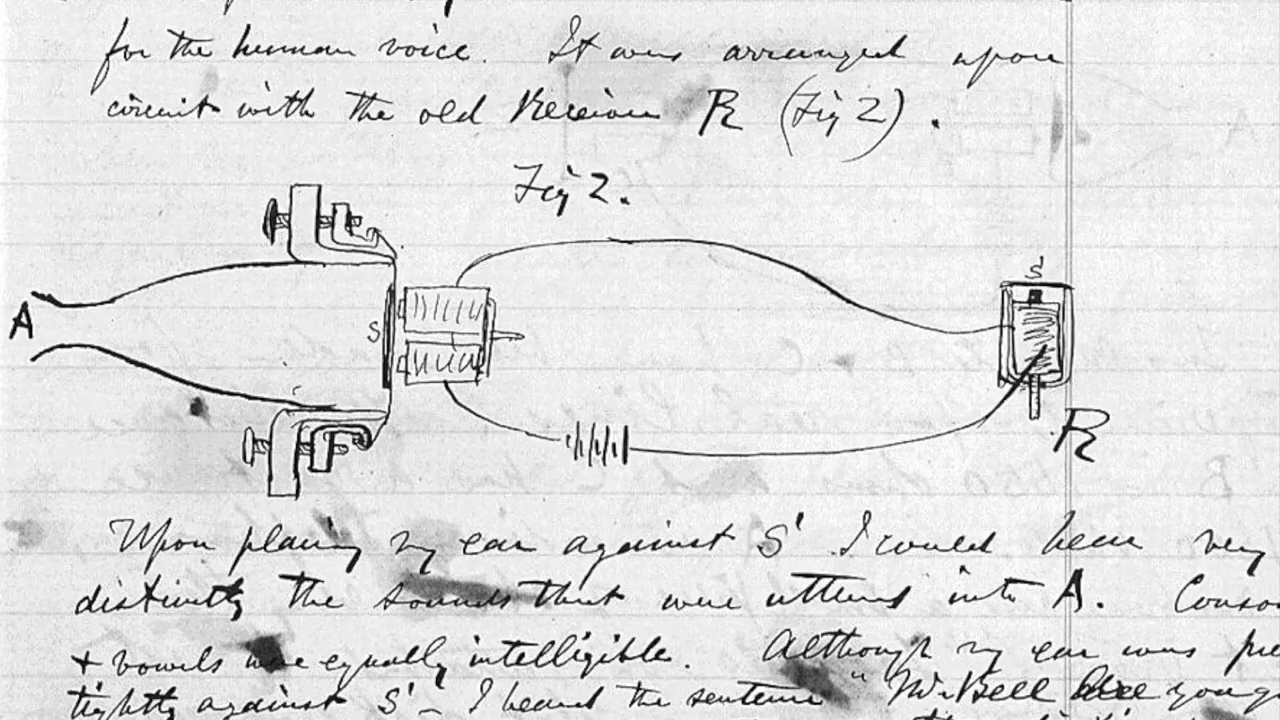 for the human voice. It was arranged upon
circuit with the old Receiver R (Fig 2).
Fig 2.
S'
A
S
R
Upon placing my ear against S' I could hear very
distinctly the sounds that were uttered into A. Conso
+ vowels were equally intelligible. Although my ear was pre
tightly against S' – I heard the sentence "Mr. Bell